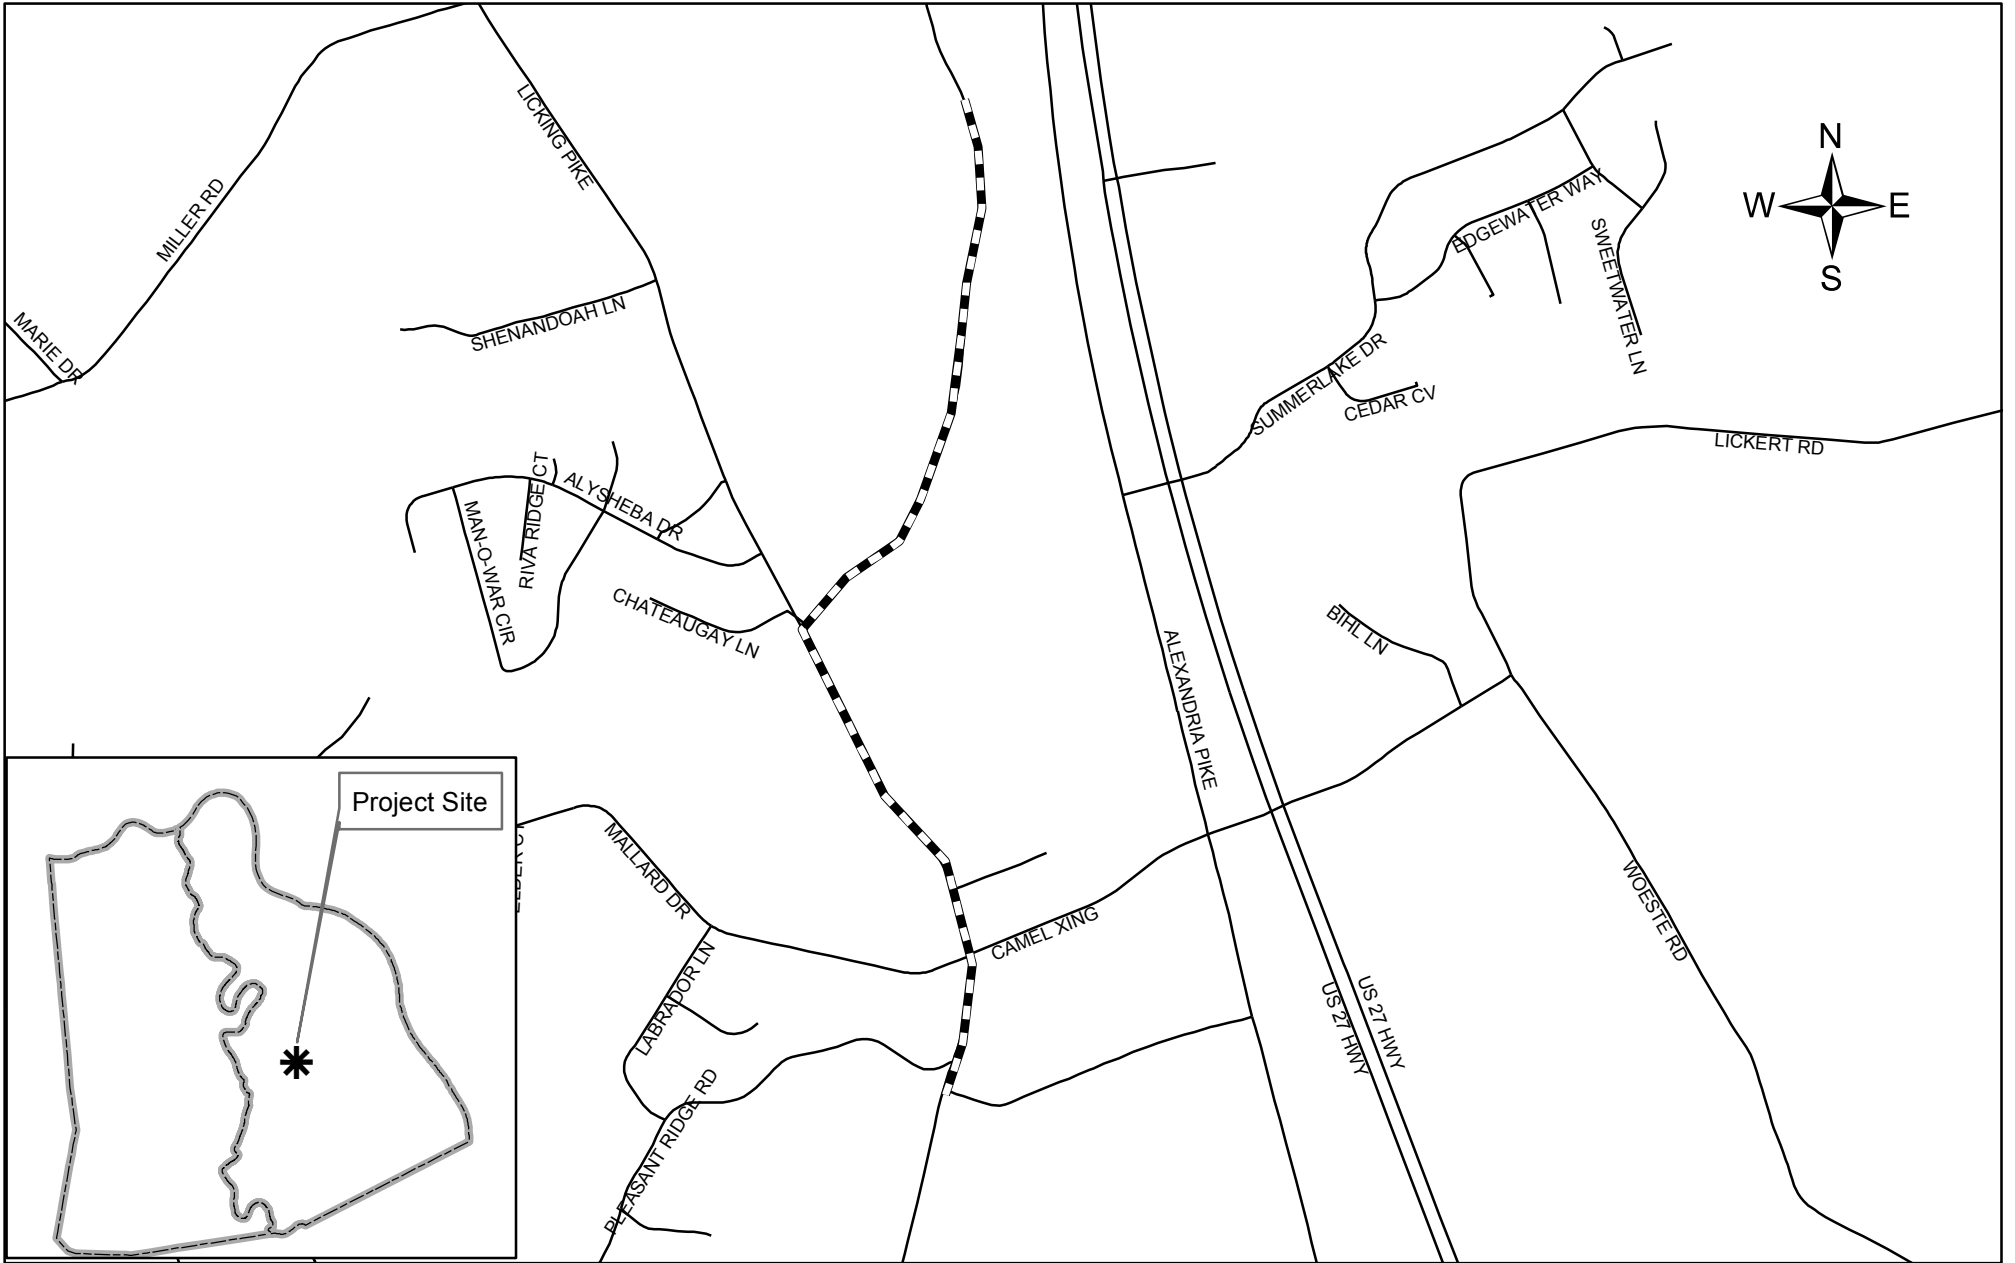 LICKING PIKE
N
MILLER RD
W
E
EDGEWATER WAY
SWEETWATER LN
S
SHENANDOAH LN
MARIE DR
SUMMERLAKE DR
CEDAR CV
LICKERT RD
RIVA RIDGE CT
ALYSHEBA DR
MAN-O-WAR CIR
CHATEAUGAY LN
BIHL LN
ALEXANDRIA PIKE
Project Site
MALLARD DR
WOESTE RD
CAMEL XING
LABRADOR LN
US 27 HWY
US 27 HWY
PLEASANT RIDGE RD